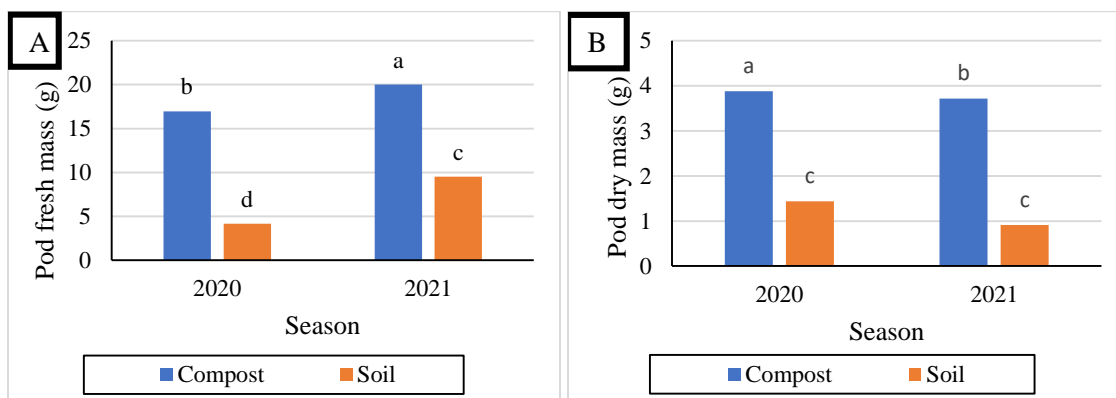 A
Pod fresh mass (g)
25
20
15
10
5
0
b
d
a
c
2020
2021
Season
Compost
Soil
B
Pod dry mass (g)
5
4
3
2
1
0
a
c
b
c
2020
2021
Season
Compost
Soil